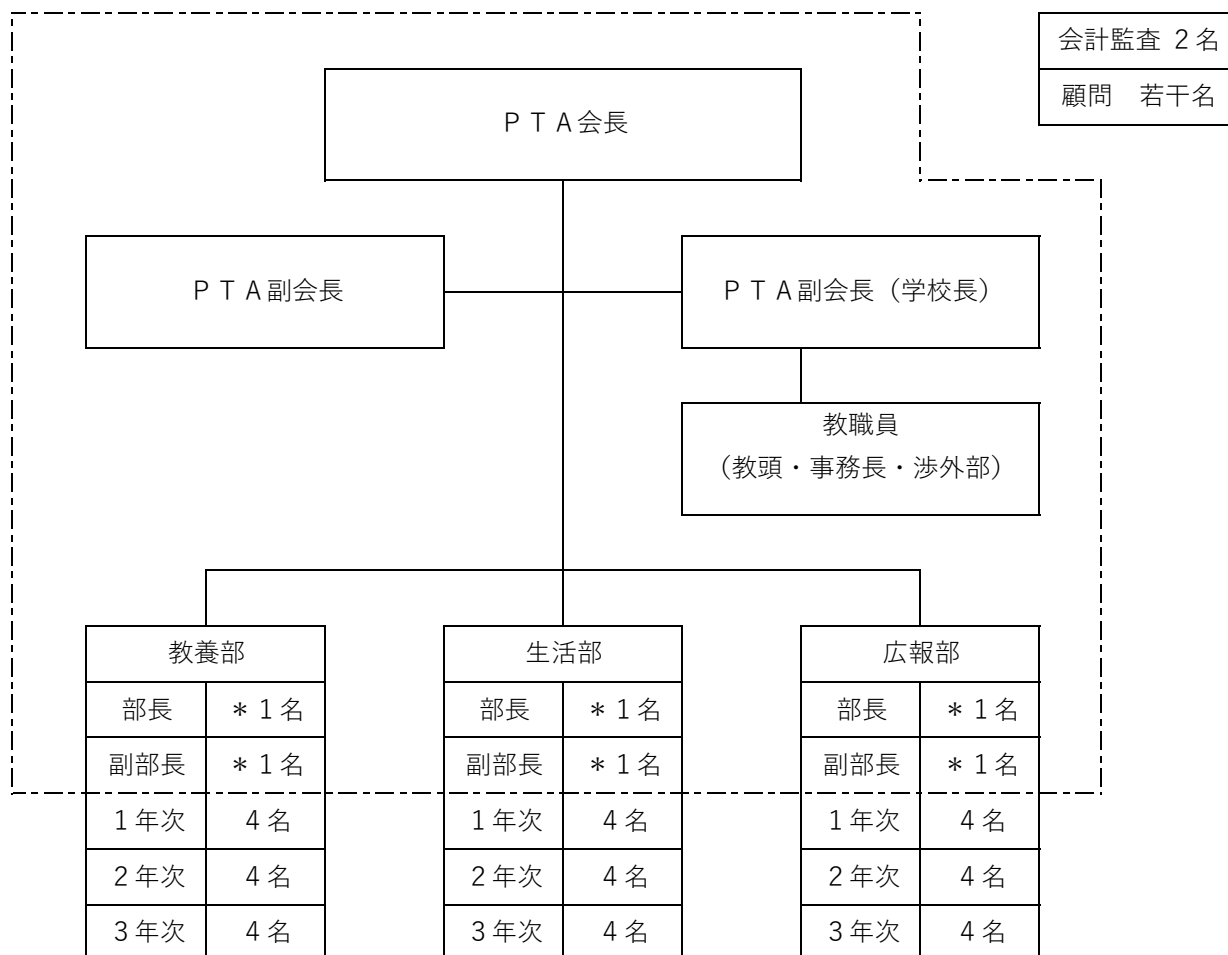 会計監査 2名
顧問　若干名
ＰＴＡ会長
ＰＴＡ副会長
ＰＴＡ副会長（学校長）
教職員
（教頭・事務長・渉外部）
教養部
部長 ＊1名
副部長 ＊1名
1年次 4名
2年次 4名
3年次 4名
生活部
部長 ＊1名
副部長 ＊1名
1年次 4名
2年次 4名
3年次 4名
広報部
部長 ＊1名
副部長 ＊1名
1年次 4名
2年次 4名
3年次 4名